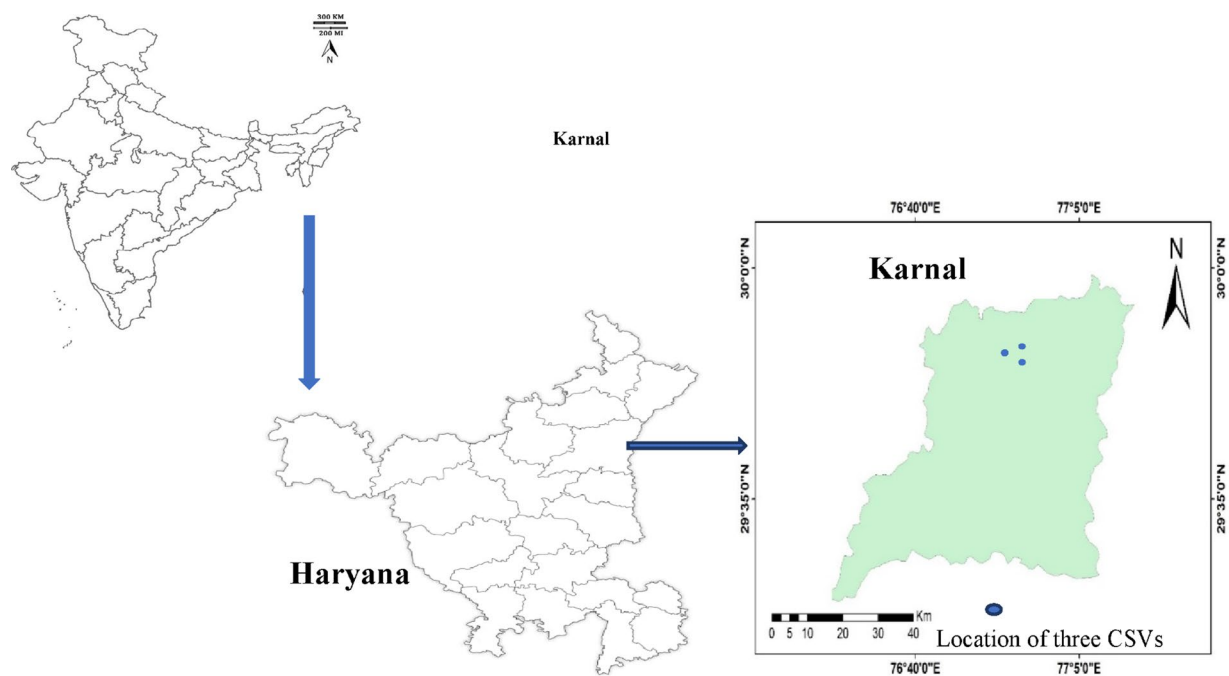 300 KM
200 MI
N
Karnal
Haryana
76°40'0"E 77°5'0"E
Karnal
N
30°0'0"N 30°0'0"N
29°35'0"N 29°35'0"N
Km
0 5 10 20 30 40
Location of three CSVs
76°40'0"E 77°5'0"E